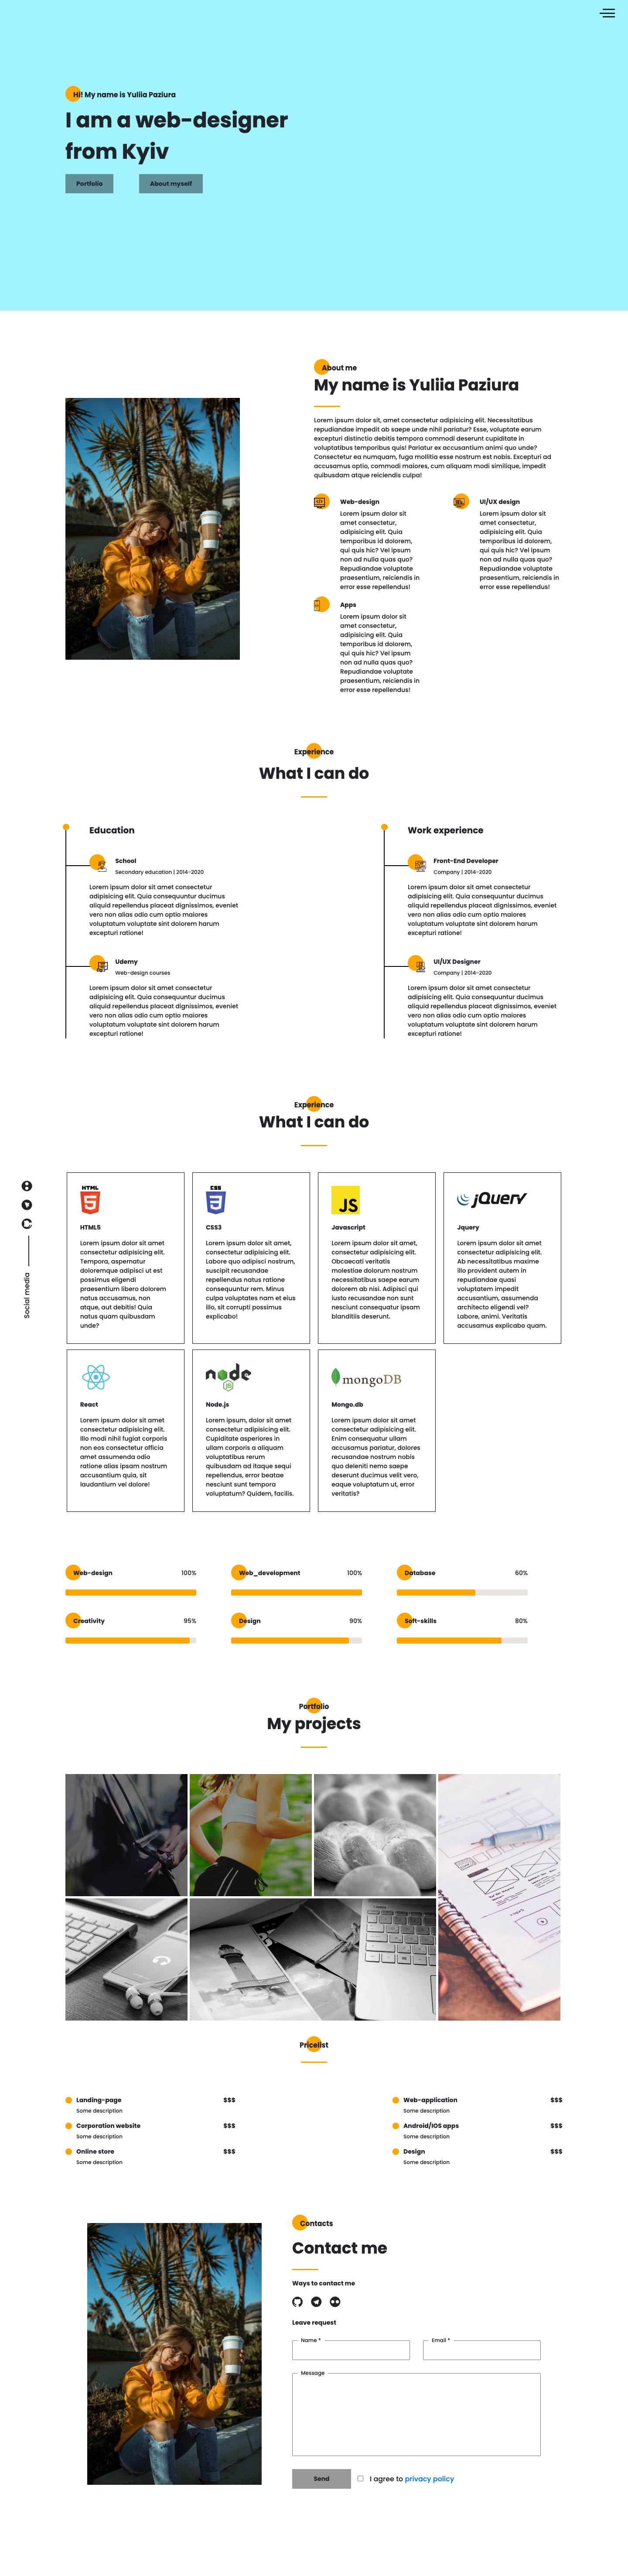 Hi! My name is Yuliia Paziura
I am a web-designer
from Kyiv
Portfolio
About myself
About me
My name is Yuliia Paziura
Lorem ipsum dolor sit, amet consectetur adipisicing elit. Necessitatibus
repudiandae impedit ab saepe unde nihil pariatur? Esse, voluptate earum
excepturi distinctio debitis tempora commodi deserunt cupiditate in
voluptatibus temporibus quis! Pariatur ex accusantium animi quo unde?
Consectetur ea numquam, fuga mollitia esse nostrum est nobis. Excepturi ad
accusamus optio, commodi maiores, cum aliquam modi similique, impedit
quibusdam atque reiciendis culpa!
Web-design
Lorem ipsum dolor sit
amet consectetur,
adipisicing elit. Quia
temporibus id dolorem,
qui quis hic? Vel ipsum
non ad nulla quas quo?
Repudiandae voluptate
praesentium, reiciendis in
error esse repellendus!
UI/UX design
Lorem ipsum dolor sit
amet consectetur,
adipisicing elit. Quia
temporibus id dolorem,
qui quis hic? Vel ipsum
non ad nulla quas quo?
Repudiandae voluptate
praesentium, reiciendis in
error esse repellendus!
Apps
Lorem ipsum dolor sit
amet consectetur,
adipisicing elit. Quia
temporibus id dolorem,
qui quis hic? Vel ipsum
non ad nulla quas quo?
Repudiandae voluptate
praesentium, reiciendis in
error esse repellendus!
Experience
What I can do
Education
School
Secondary education | 2014-2020
Lorem ipsum dolor sit amet consectetur
adipisicing elit. Quia consequuntur ducimus
aliquid repellendus placeat dignissimos, eveniet
vero non alias odio cum optio maiores
voluptatum voluptate sint dolorem harum
excepturi ratione!
Udemy
Web-design courses
Lorem ipsum dolor sit amet consectetur
adipisicing elit. Quia consequuntur ducimus
aliquid repellendus placeat dignissimos, eveniet
vero non alias odio cum optio maiores
voluptatum voluptate sint dolorem harum
excepturi ratione!
Work experience
Front-End Developer
Company | 2014-2020
Lorem ipsum dolor sit amet consectetur
adipisicing elit. Quia consequuntur ducimus
aliquid repellendus placeat dignissimos, eveniet
vero non alias odio cum optio maiores
voluptatum voluptate sint dolorem harum
excepturi ratione!
UI/UX Designer
Company | 2014-2020
Lorem ipsum dolor sit amet consectetur
adipisicing elit. Quia consequuntur ducimus
aliquid repellendus placeat dignissimos, eveniet
vero non alias odio cum optio maiores
voluptatum voluptate sint dolorem harum
excepturi ratione!
Experience
What I can do
Social media
HTML
5
HTML5
Lorem ipsum dolor sit amet
consectetur adipisicing elit.
Tempora, aspernatur
doloremque adipisci ut est
possimus eligendi
praesentium libero dolorem
natus accusamus, non
atque, aut debitis! Quia
natus quam quibusdam
unde?
CSS
3
CSS3
Lorem ipsum dolor sit amet,
consectetur adipisicing elit.
Labore quo adipisci nostrum,
suscipit recusandae
repellendus natus ratione
consequuntur rem. Minus
culpa voluptates nam et eius
illo, sit corrupti possimus
explicabo!
JS
Javascript
Lorem ipsum dolor sit amet,
consectetur adipisicing elit.
Obcaecati veritatis
molestiae dolorum nostrum
necessitatibus saepe earum
dolorem ab nisi. Adipisci qui
iusto recusandae non sunt
nesciunt consequatur ipsam
blanditiis deserunt.
jQuery
Jquery
Lorem ipsum dolor sit amet
consectetur adipisicing elit.
Ab necessitatibus maxime
illo provident autem in
repudiandae quasi
voluptatem impedit
accusantium, assumenda
architecto eligendi vel?
Labore, animi. Veritatis
accusamus explicabo quam.
React
Lorem ipsum dolor sit amet
consectetur adipisicing elit.
Illo modi nihil fugiat corporis
non eos consectetur officia
amet assumenda odio
ratione alias ipsam nostrum
accusantium quia, sit
laudantium vel dolore!
node
JS
Node.js
Lorem ipsum, dolor sit amet
consectetur adipisicing elit.
Cupiditate asperiores in
ullam corporis a aliquam
voluptatibus rerum
quibusdam ad itaque sequi
repellendus, error beatae
nesciunt sunt tempora
voluptatum? Quidem, facilis.
mongoDB
Mongo.db
Lorem ipsum dolor sit amet
consectetur adipisicing elit.
Enim consequatur ullam
accusamus pariatur, dolores
recusandae nostrum nobis
quo deleniti nemo saepe
deserunt ducimus velit vero,
eaque voluptatum ut, error
veritatis?
Web-design 100%
Web_development 100%
Database 60%
Creativity 95%
Design 90%
Soft-skills 80%
Portfolio
My projects
Pricelist
Landing-page $$$
Some description
Corporation website $$$
Some description
Online store $$$
Some description
Web-application $$$
Some description
Android/IOS apps $$$
Some description
Design $$$
Some description
Contacts
Contact me
Ways to contact me
Leave request
Name *
Email *
Message
Send
I agree to privacy policy